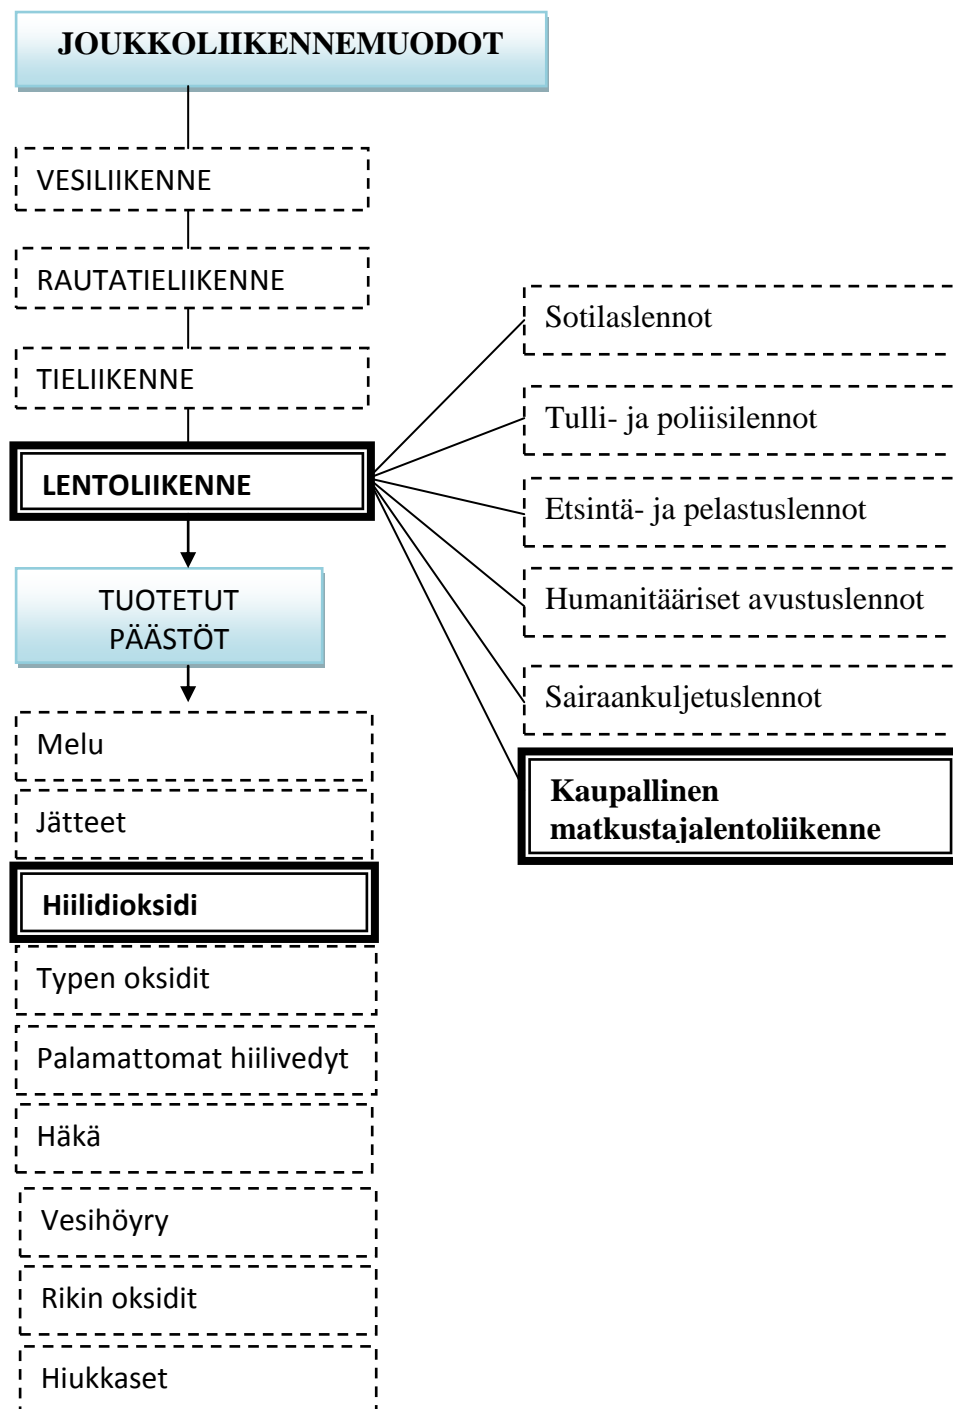 JOUKKOLIIKENNEMUODOT
VESILIIKENNE
RAUTATIELIIKENNE
TIELIIKENNE
LENTOLIIKENNE
Sotilaslennot
Tulli- ja poliisilennot
Etsintä- ja pelastuslennot
Humanitääriset avustuslennot
Sairaankuljetuslennot
Kaupallinen
matkustajalentoliikenne
TUOTETUT
PÄÄSTÖT
Melu
Jätteet
Hiilidioksidi
Typen oksidit
Palamattomat hiilivedyt
Häkä
Vesihöyry
Rikin oksidit
Hiukkaset